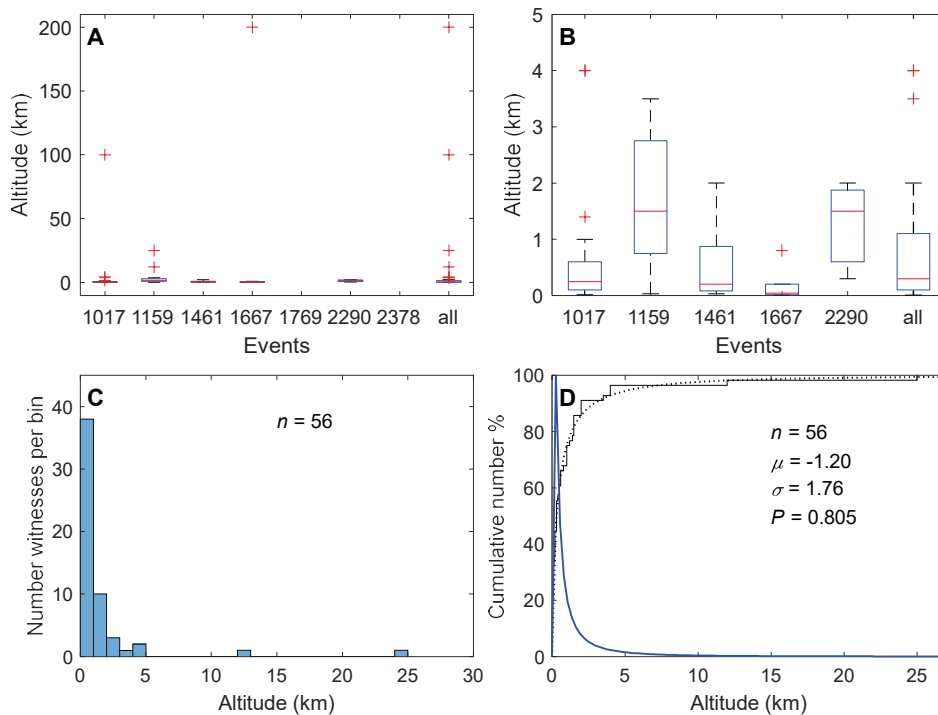 A
Altitude (km)
200
150
100
50
0
1017 1159 1461 1667 1769 2290 2378 all
Events
B
Altitude (km)
5
4
3
2
1
0
1017 1159 1461 1667 2290 all
Events
C
Number witnesses per bin
40
30
20
10
0
n = 56
0 5 10 15 20 25 30
Altitude (km)
D
Cumulative number %
100
80
60
40
20
0
n = 56
μ = -1.20
σ = 1.76
P = 0.805
0 5 10 15 20 25
Altitude (km)